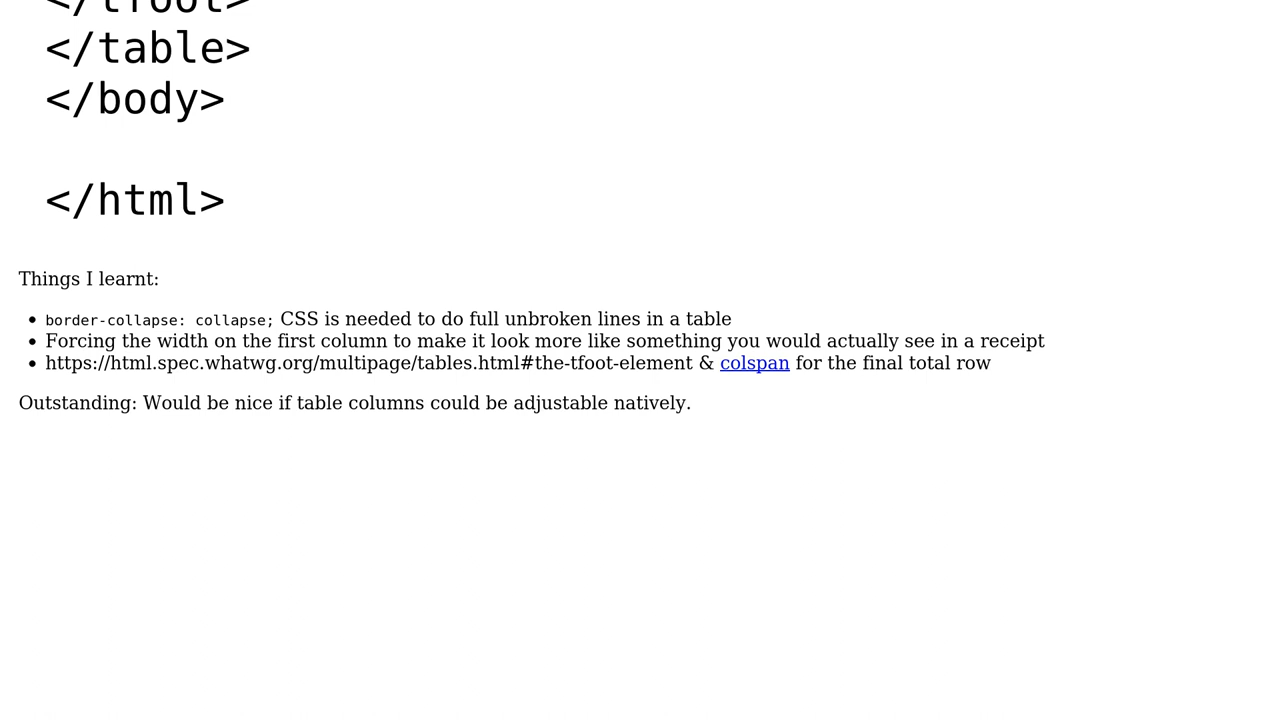 </tfoot>
</table>
</body>
</html>
Things I learnt:
border-collapse: collapse; CSS is needed to do full unbroken lines in a table
Forcing the width on the first column to make it look more like something you would actually see in a receipt
https://html.spec.whatwg.org/multipage/tables.html#the-tfoot-element & colspan for the final total row
Outstanding: Would be nice if table columns could be adjustable natively.